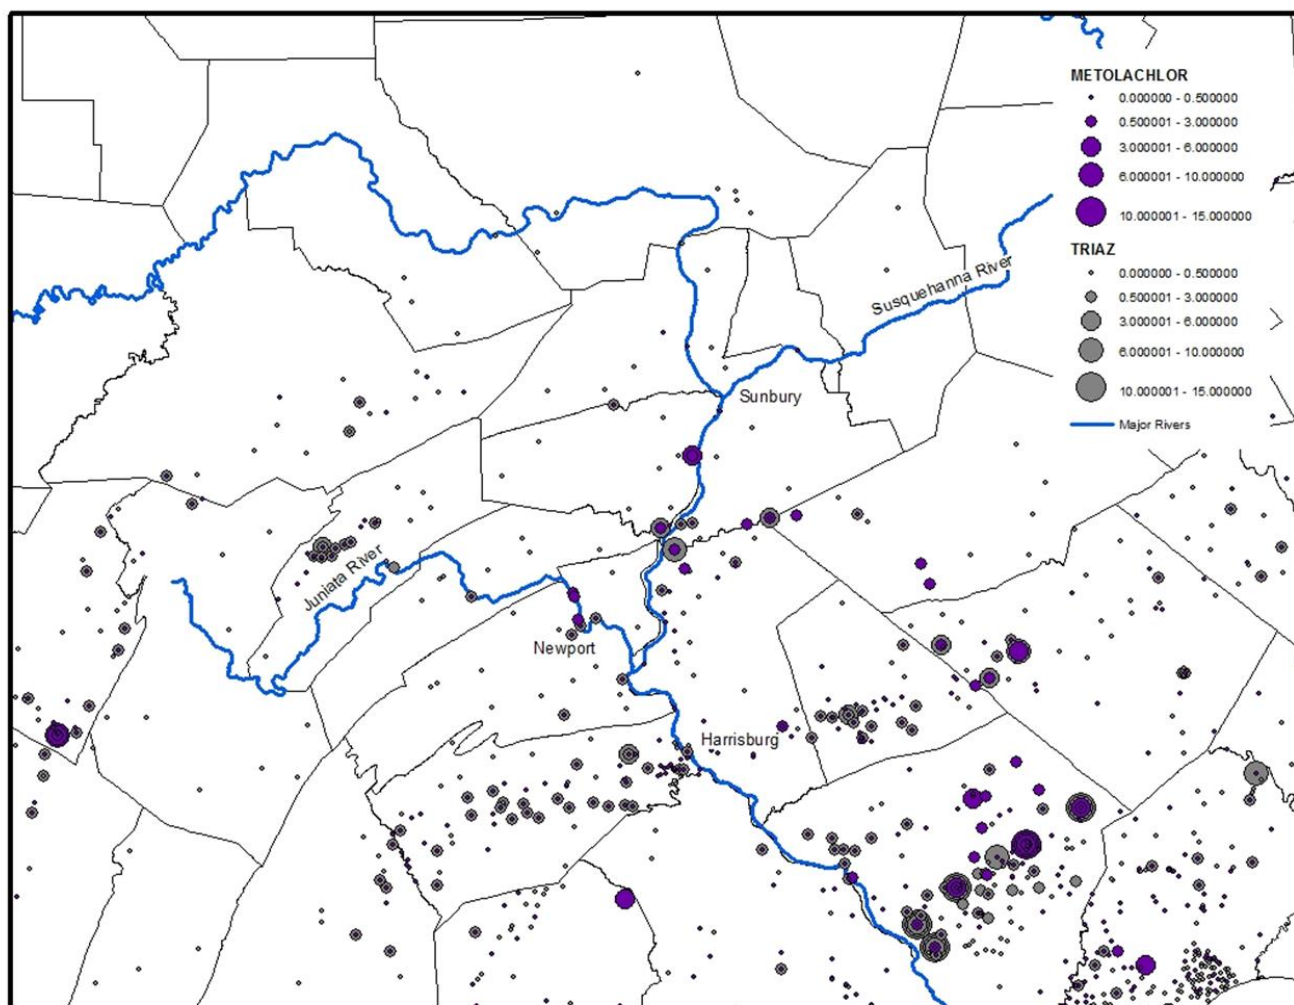 METOLACHLOR
0.000000 - 0.500000
0.500001 - 3.000000
3.000001 - 6.000000
6.000001 - 10.000000
10.000001 - 15.000000
TRIAZ
0.000000 - 0.500000
0.500001 - 3.000000
3.000001 - 6.000000
6.000001 - 10.000000
10.000001 - 15.000000
Major Rivers
Susquehanna River
Sunbury
Juniata River
Newport
Harrisburg